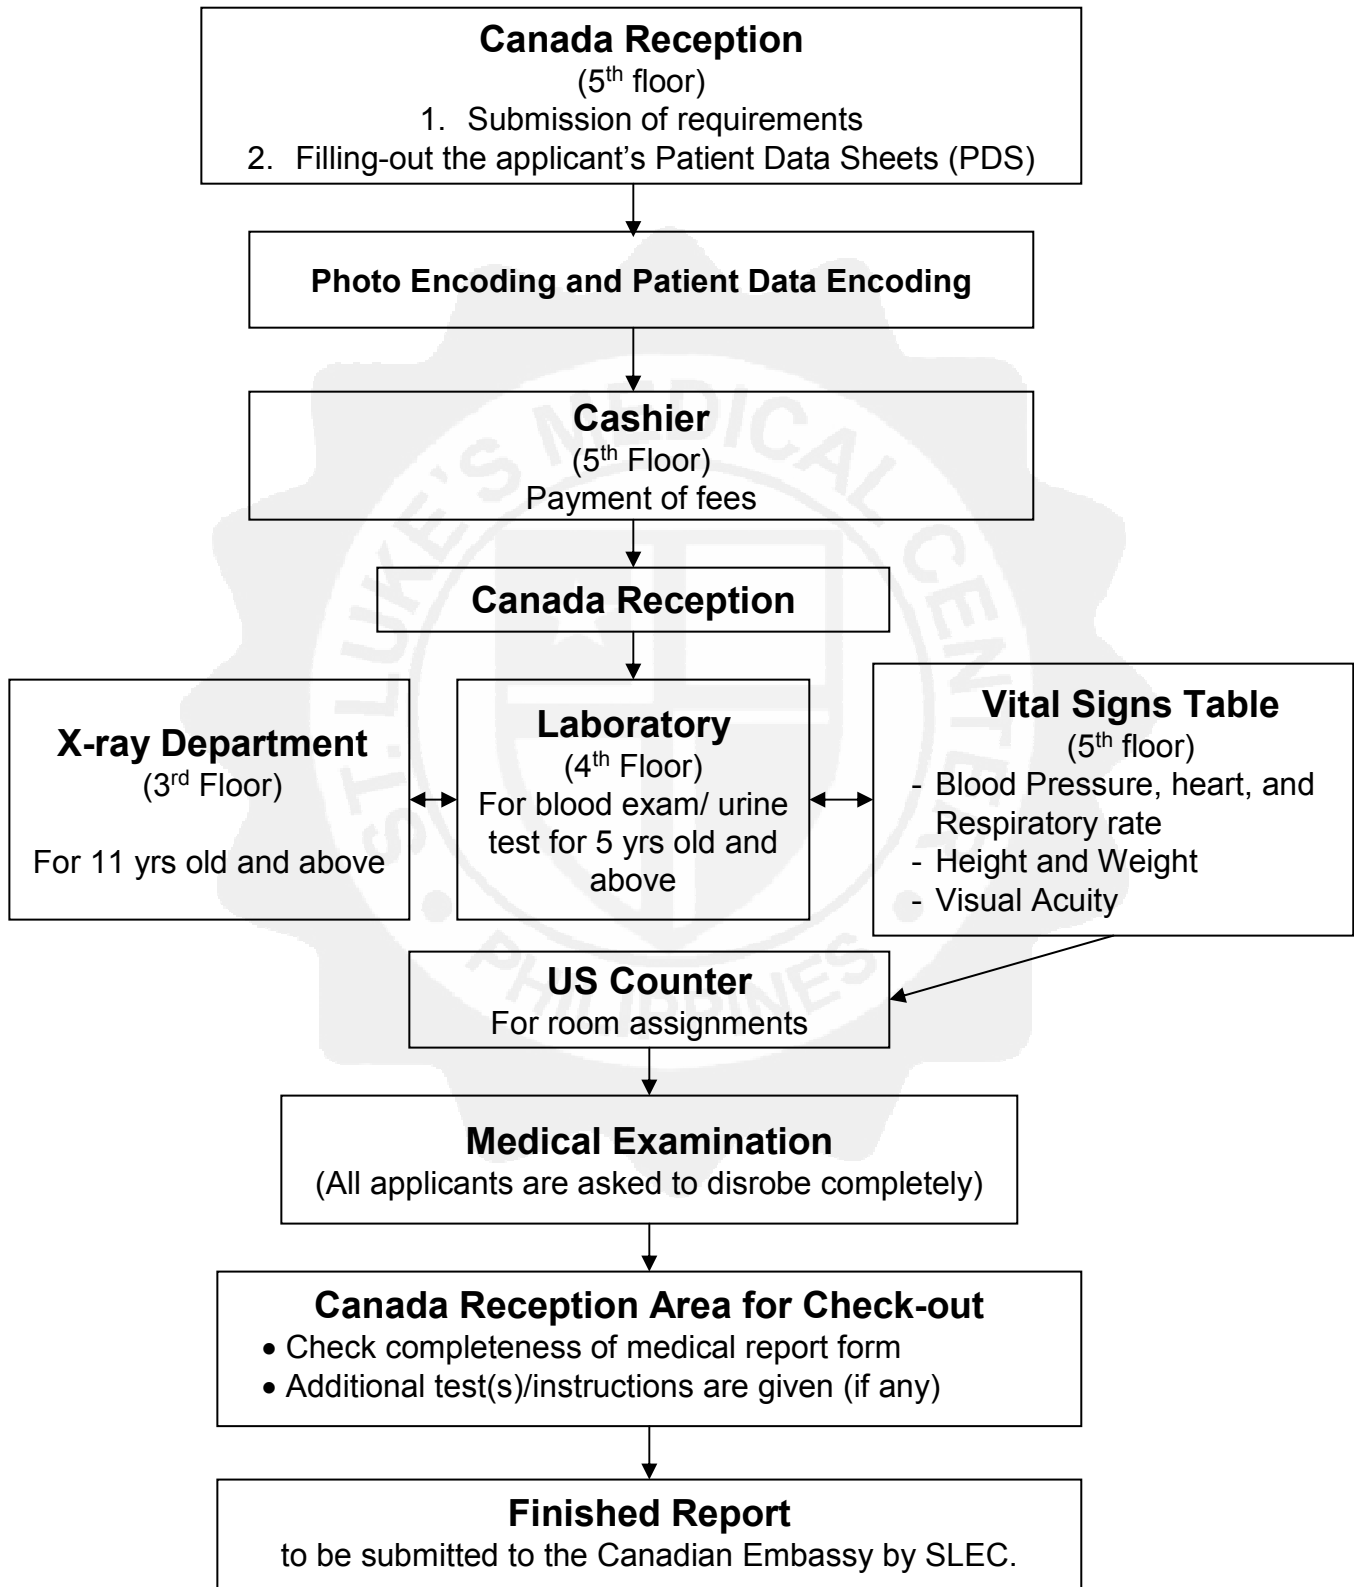 Canada Reception
(5th floor)
1. Submission of requirements
2. Filling-out the applicant's Patient Data Sheets (PDS)
Photo Encoding and Patient Data Encoding
Cashier
(5th Floor)
Payment of fees
Canada Reception
X-ray Department
(3rd Floor)
For 11 yrs old and above
Laboratory
(4th Floor)
For blood exam/ urine
test for 5 yrs old and
above
Vital Signs Table
(5th floor)
- Blood Pressure, heart, and
Respiratory rate
- Height and Weight
- Visual Acuity
US Counter
For room assignments
Medical Examination
(All applicants are asked to disrobe completely)
Canada Reception Area for Check-out
• Check completeness of medical report form
• Additional test(s)/instructions are given (if any)
Finished Report
to be submitted to the Canadian Embassy by SLEC.
ST. LUKE'S MEDICAL CENTER
• PHILIPPINES •